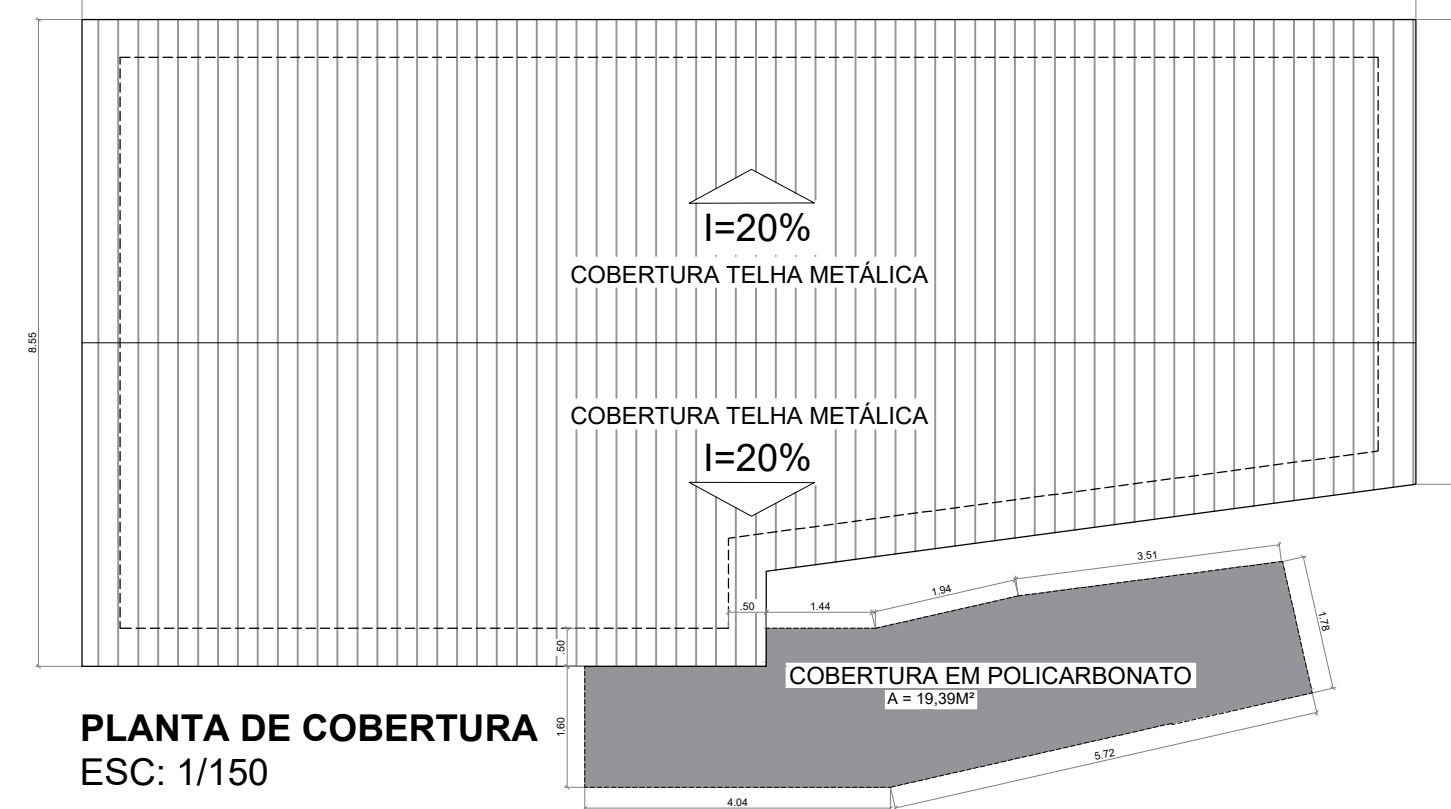 I=20%
COBERTURA TELHA METÁLICA
8.55
COBERTURA TELHA METÁLICA
I=20%
3.51
1.94
.50
1.44
1.78
.50
COBERTURA EM POLICARBONATO
A = 19,39M²
1.60
PLANTA DE COBERTURA
5.72
ESC: 1/150
4.04